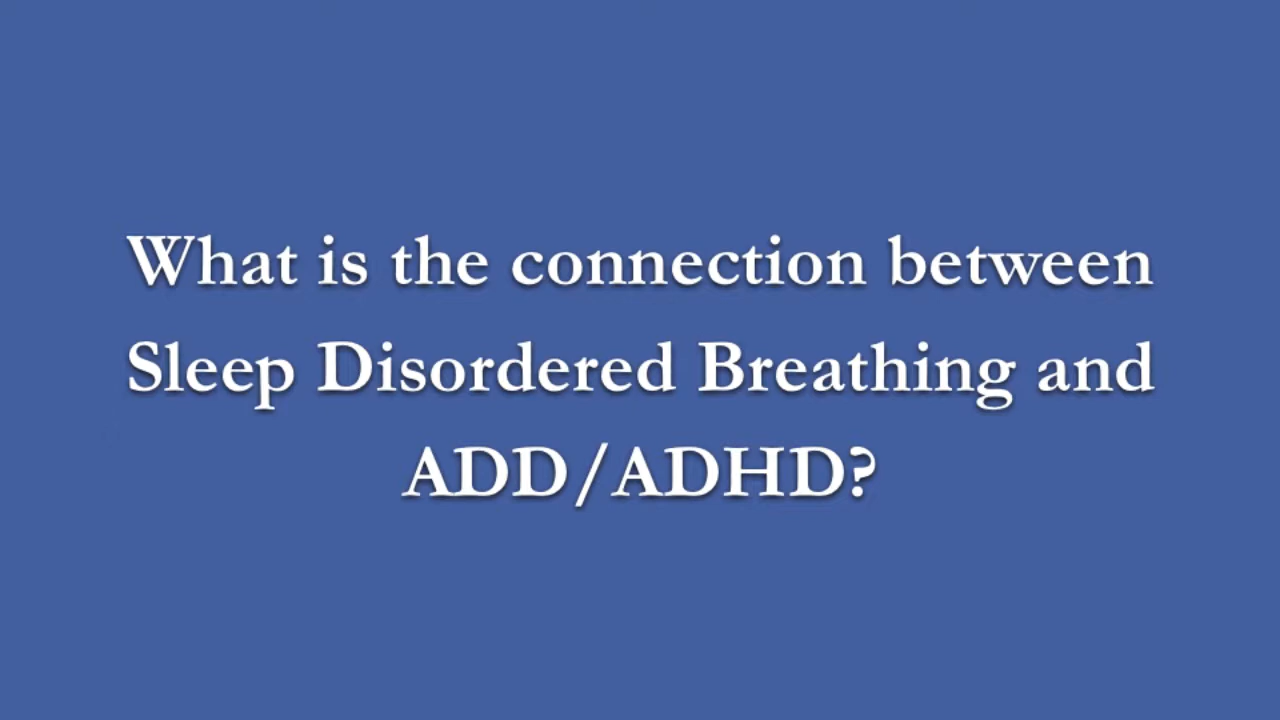 What is the connection between
Sleep Disordered Breathing and
ADD/ADHD?